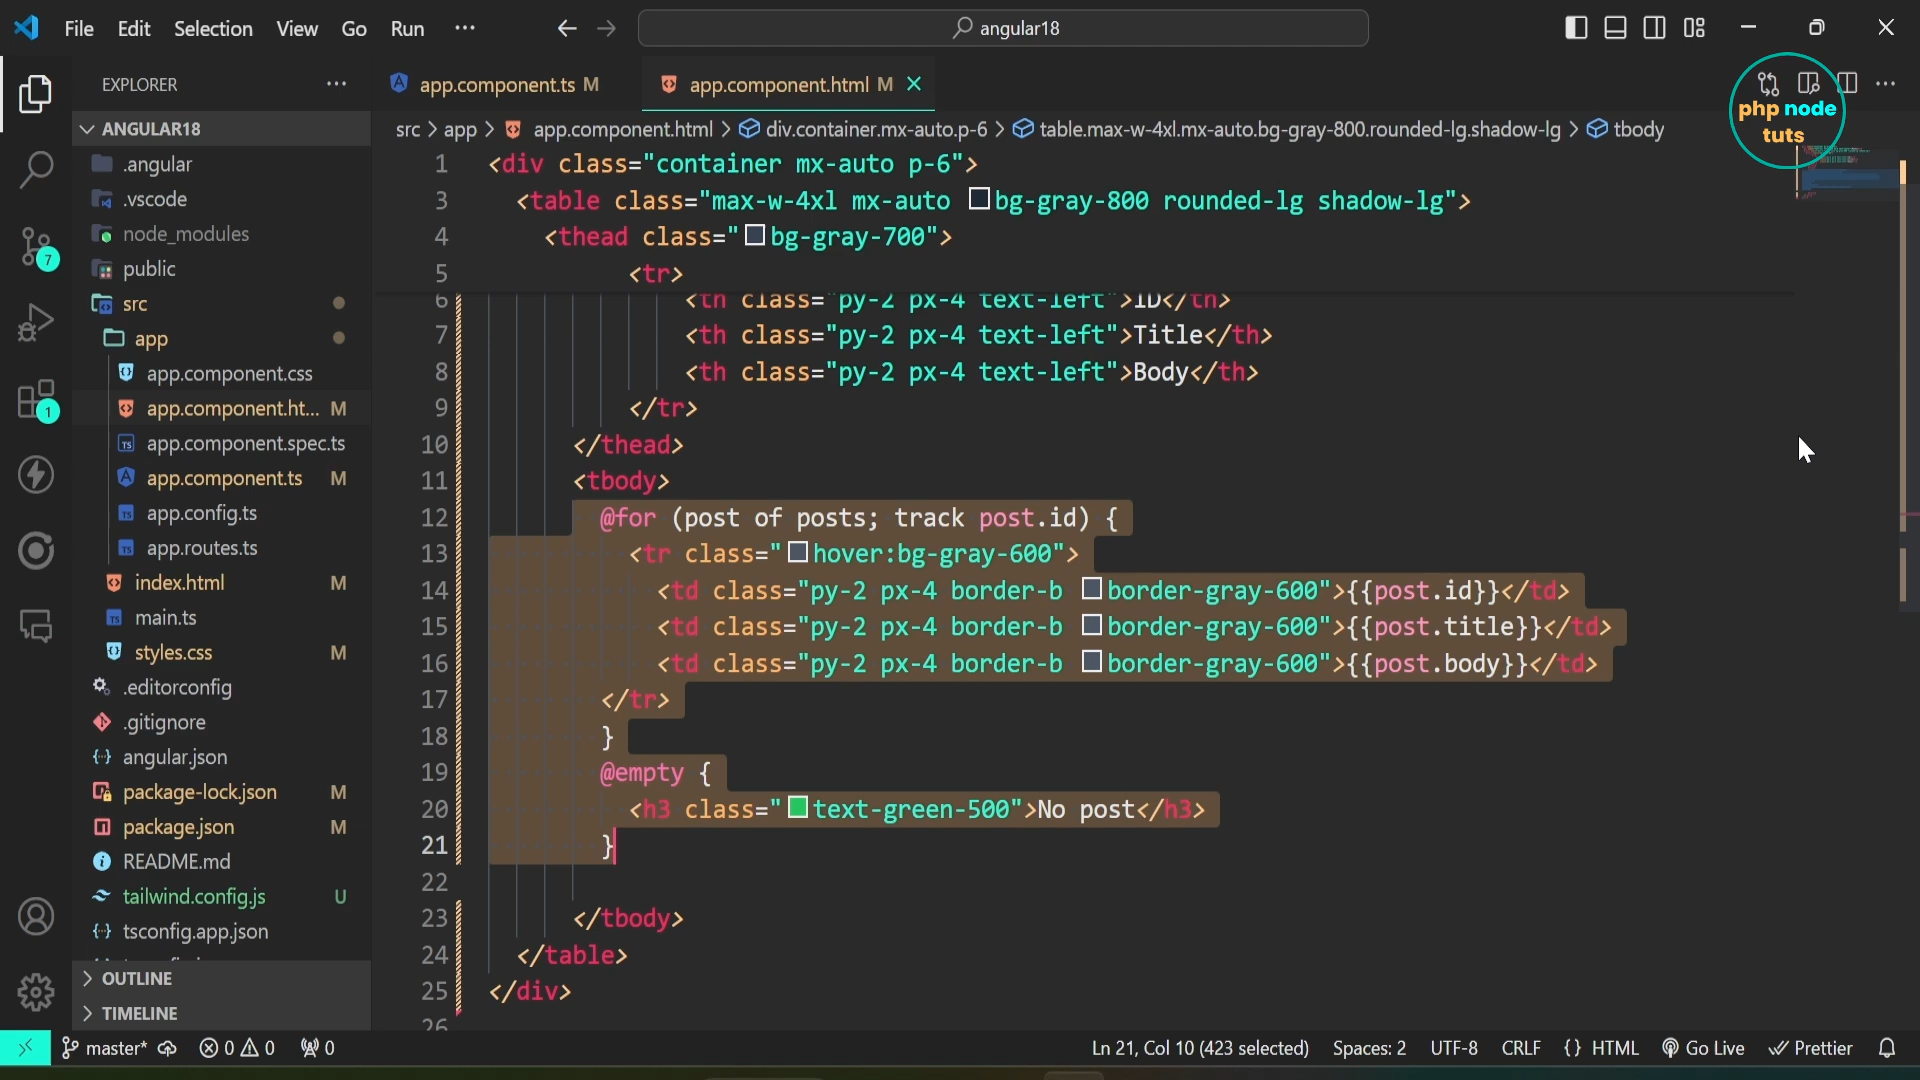 File Edit Selection View Go Run ··· angular18
EXPLORER ···
ANGULAR18
.angular
.vscode
node_modules
public
src
app
app.component.css
app.component.ht... M
app.component.spec.ts
app.component.ts M
app.config.ts
app.routes.ts
index.html M
main.ts
styles.css M
.editorconfig
.gitignore
angular.json
package-lock.json M
package.json M
README.md
tailwind.config.js U
tsconfig.app.json
OUTLINE
TIMELINE
7
1
app.component.ts M app.component.html M
php node
tuts
src > app > app.component.html > div.container.mx-auto.p-6 > table.max-w-4xl.mx-auto.bg-gray-800.rounded-lg.shadow-lg > tbody
1 <div class="container mx-auto p-6">
3 <table class="max-w-4xl mx-auto bg-gray-800 rounded-lg shadow-lg">
4 <thead class="bg-gray-700">
5 <tr>
6 <th class="py-2 px-4 text-left">ID</th>
7 <th class="py-2 px-4 text-left">Title</th>
8 <th class="py-2 px-4 text-left">Body</th>
9 </tr>
10 </thead>
11 <tbody>
12 @for (post of posts; track post.id) {
13 <tr class="hover:bg-gray-600">
14 <td class="py-2 px-4 border-b border-gray-600">{{post.id}}</td>
15 <td class="py-2 px-4 border-b border-gray-600">{{post.title}}</td>
16 <td class="py-2 px-4 border-b border-gray-600">{{post.body}}</td>
17 </tr>
18 }
19 @empty {
20 <h3 class="text-green-500">No post</h3>
21 }
22
23 </tbody>
24 </table>
25 </div>
26
master* 0 0 0 Ln 21, Col 10 (423 selected) Spaces: 2 UTF-8 CRLF {} HTML Go Live Prettier